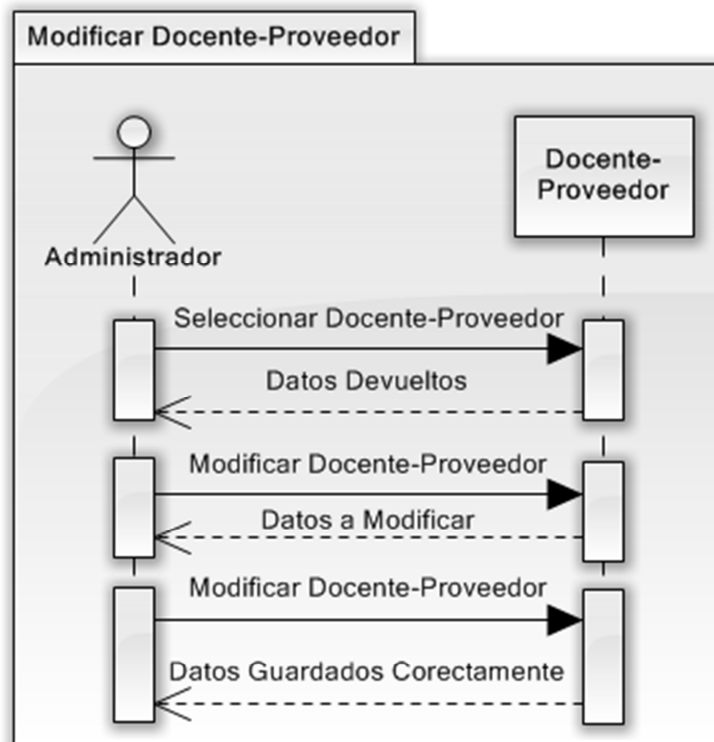 Modificar Docente-Proveedor
Docente-
Proveedor
Administrador
Seleccionar Docente-Proveedor
Datos Devueltos
Modificar Docente-Proveedor
Datos a Modificar
Modificar Docente-Proveedor
Datos Guardados Corectamente